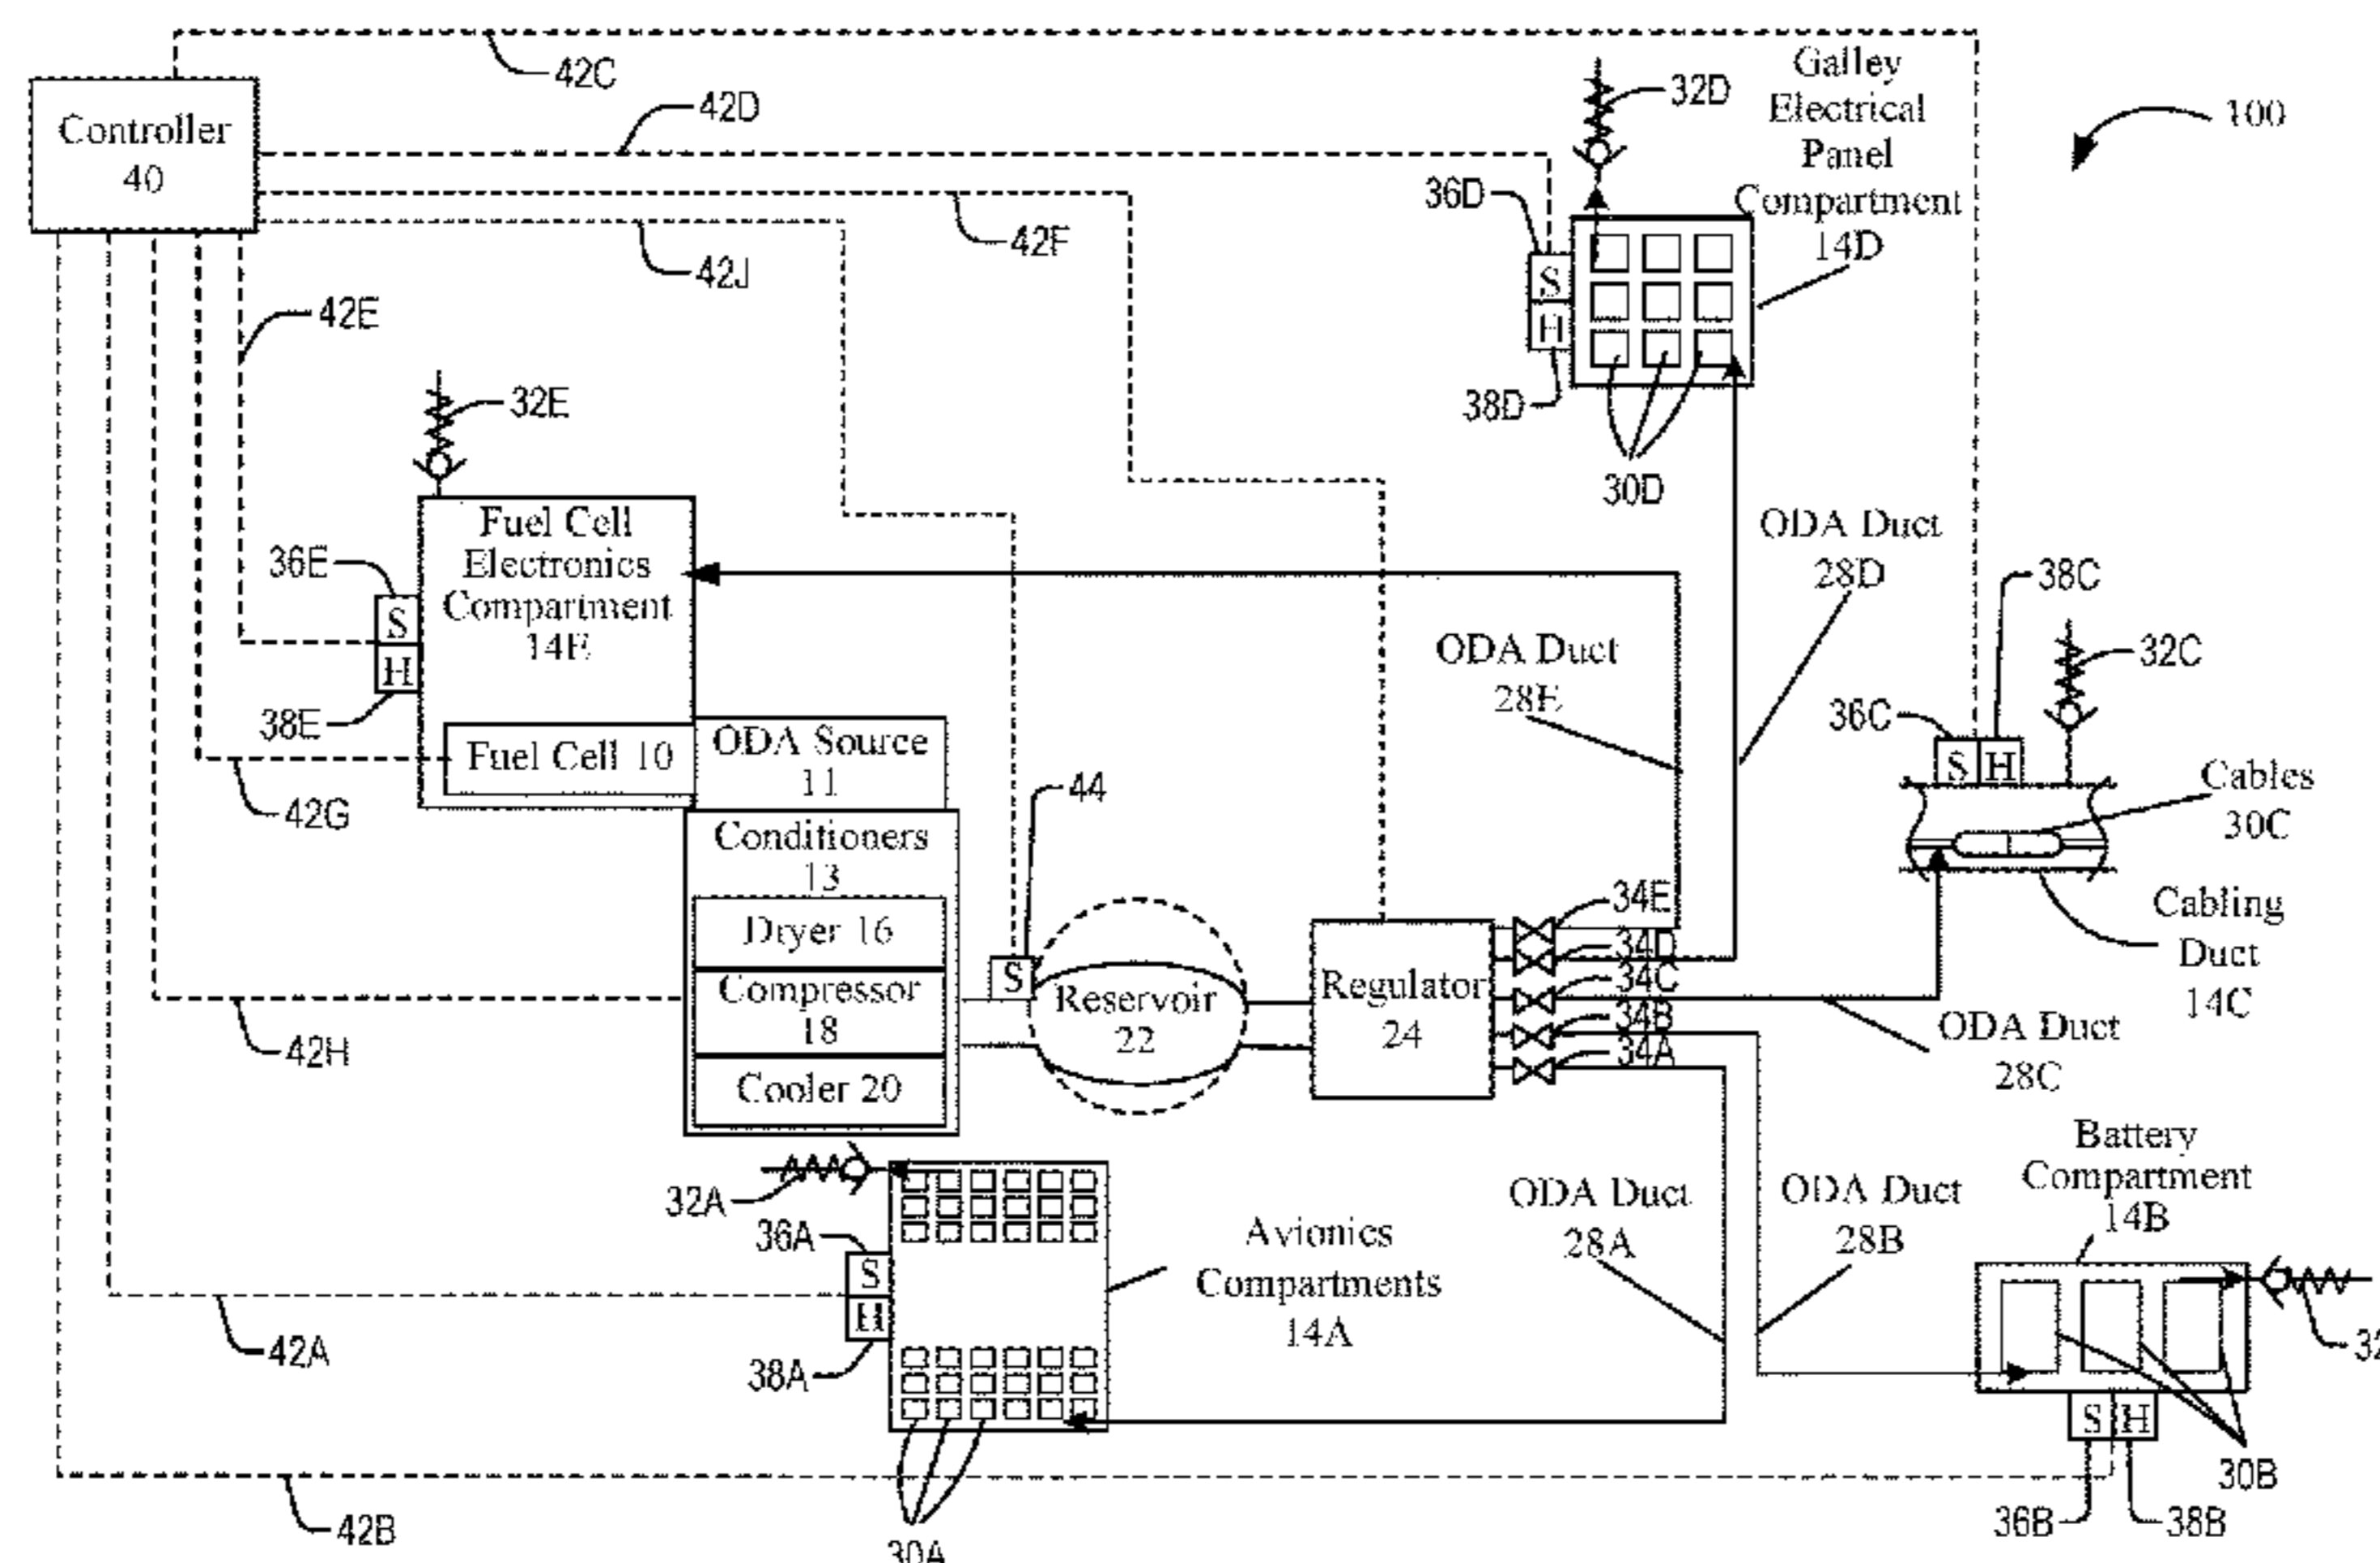 42C
42D
Controller
40
42F
42J
42E
32D
Galley
Electrical
Panel
Compartment
14D
100
36D
S
H
38D
30D
32E
Fuel Cell
Electronics
Compartment
14E
36E
S
H
38E
Fuel Cell 10
ODA Source
11
42G
Conditioners
13
Dryer 16
Compressor
18
Cooler 20
42H
44
S
Reservoir
22
Regulator
24
ODA Duct
28E
ODA Duct
28D
38C
32C
36C
S
H
Cables
30C
Cabling
Duct
14C
34E
34D
34C
34B
34A
ODA Duct
28C
32A
36A
S
H
38A
42A
Avionics
Compartments
14A
30A
ODA Duct
28A
ODA Duct
28B
Battery
Compartment
14B
32
S
H
30B
36B
38B
42B